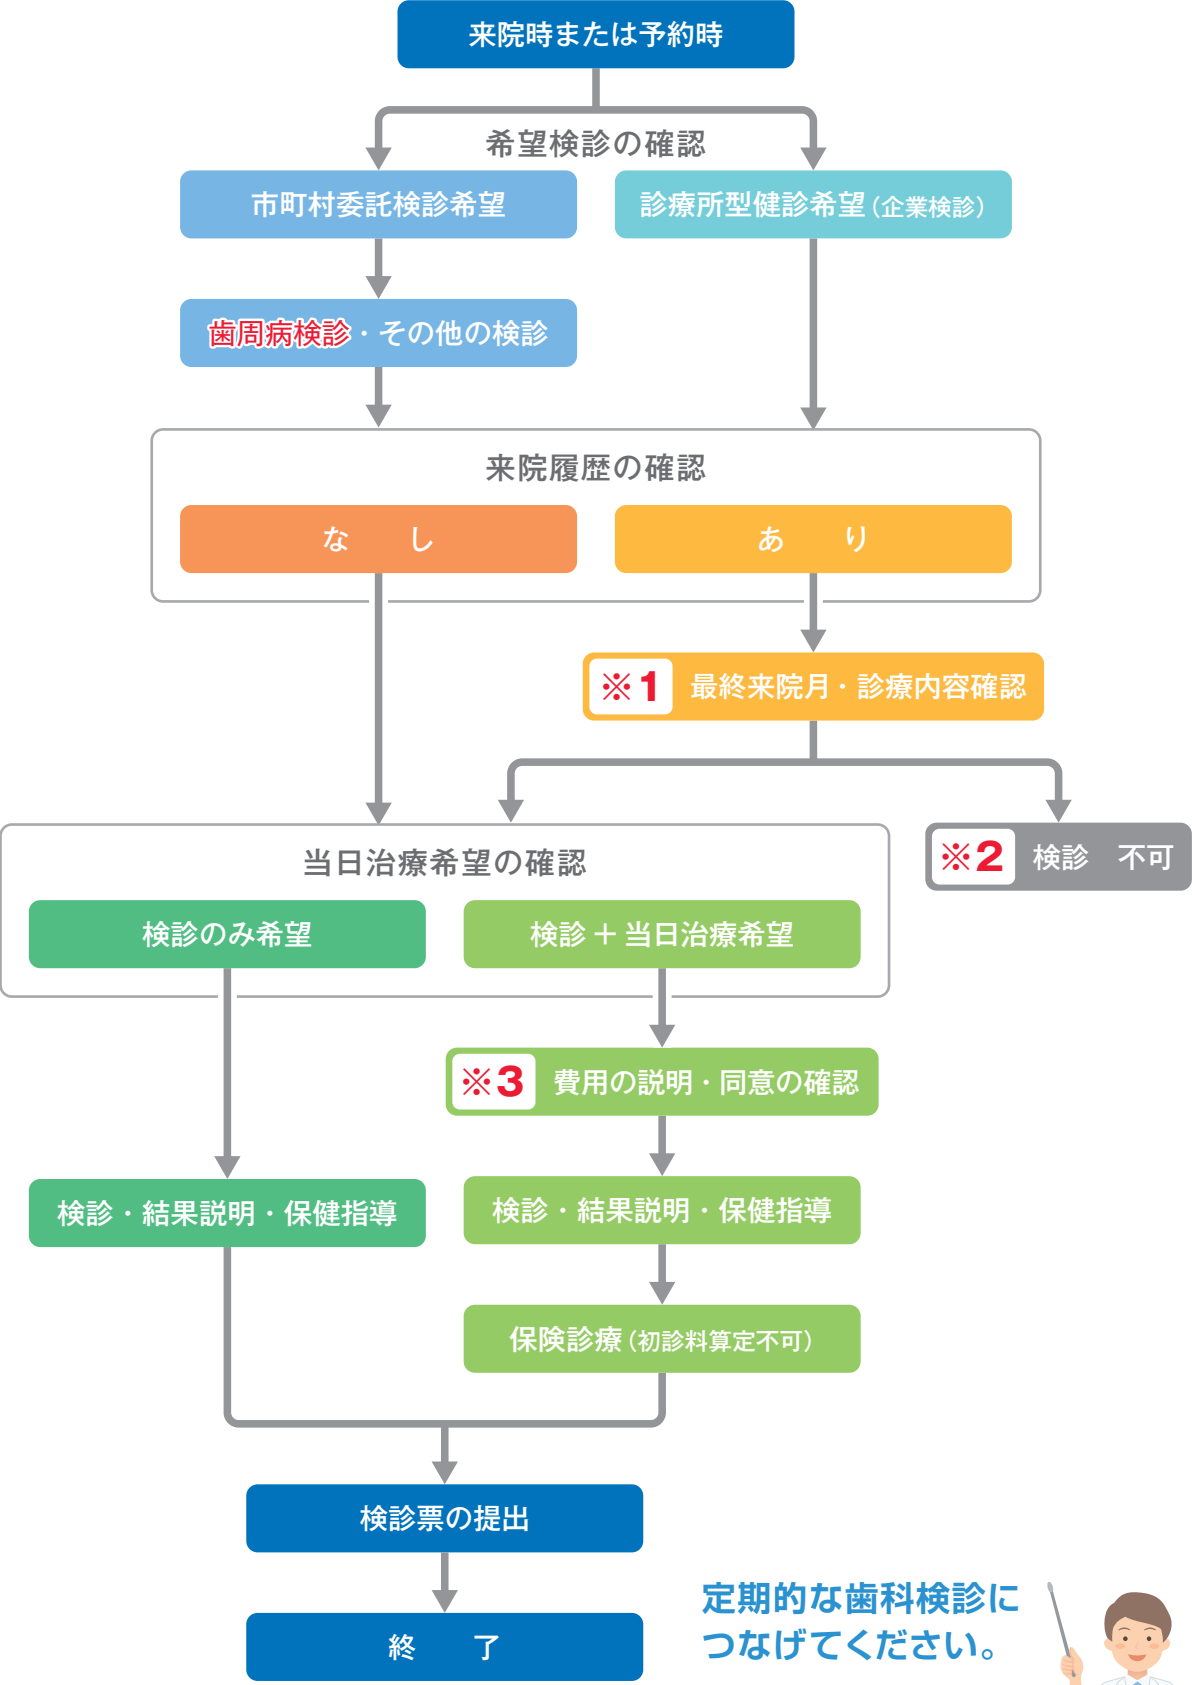 来院時または予約時
希望検診の確認
市町村委託検診希望
診療所型健診希望（企業検診）
歯周病検診・その他の検診
来院履歴の確認
なし
あり
※1 最終来院月・診療内容確認
当日治療希望の確認
※2 検診 不可
検診のみ希望
検診＋当日治療希望
※3 費用の説明・同意の確認
検診・結果説明・保健指導
検診・結果説明・保健指導
保険診療（初診料算定不可）
検診票の提出
終了
定期的な歯科検診に
つなげてください。